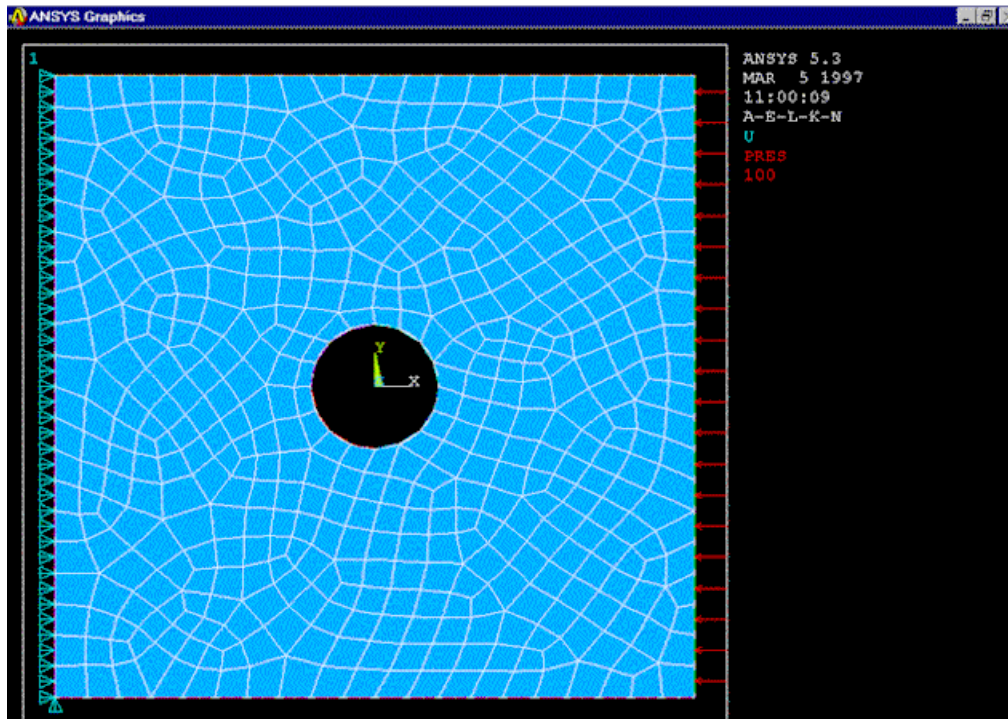 ANSYS Graphics
1
ANSYS 5.3
MAR 5 1997
11:00:09
A-E-L-K-N
U
PRES
100
Y
X